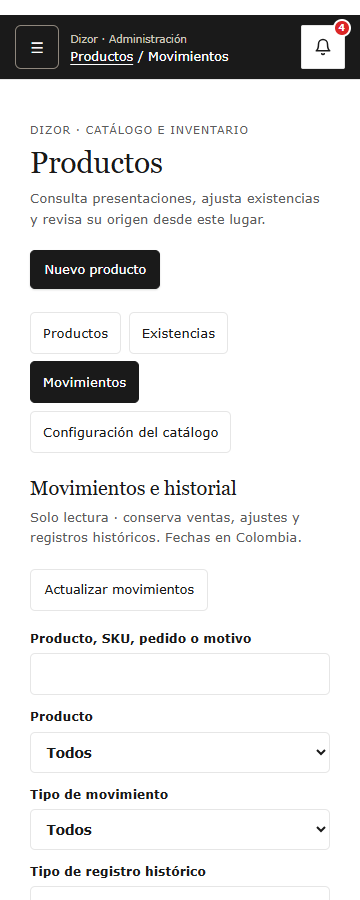 Dizor · Administración
Productos / Movimientos
4
DIZOR · CATÁLOGO E INVENTARIO
Productos
Consulta presentaciones, ajusta existencias
y revisa su origen desde este lugar.
Nuevo producto
Productos
Existencias
Movimientos
Configuración del catálogo
Movimientos e historial
Solo lectura · conserva ventas, ajustes y
registros históricos. Fechas en Colombia.
Actualizar movimientos
Producto, SKU, pedido o motivo
Producto
Todos
Tipo de movimiento
Todos
Tipo de registro histórico